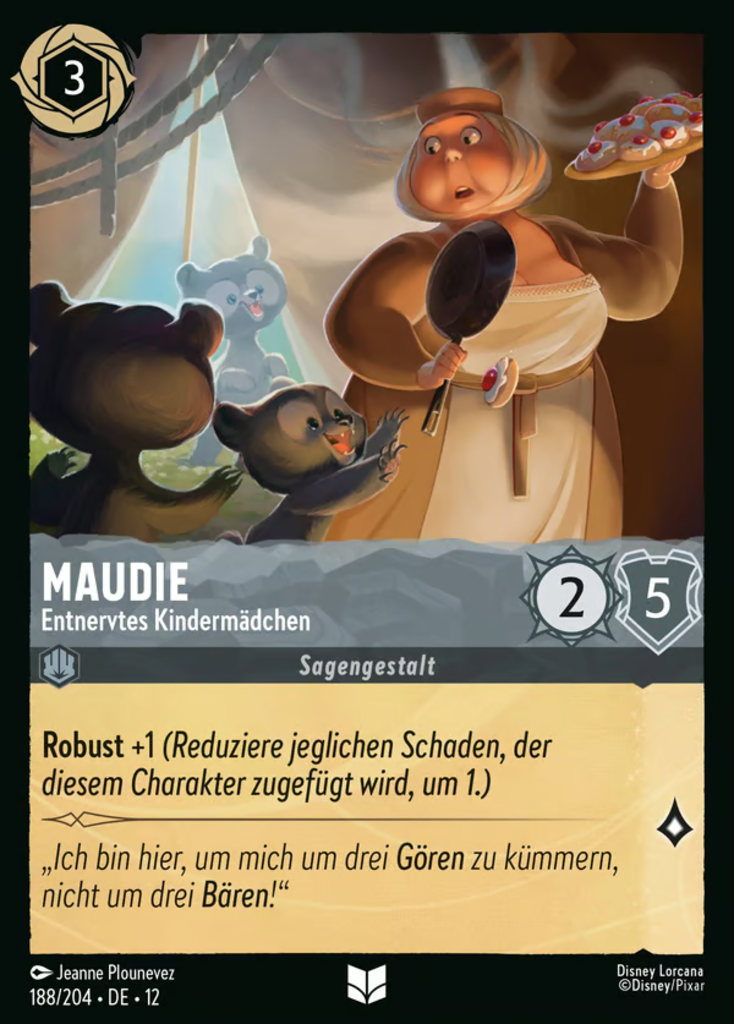 3
MAUDIE
Entnervtes Kindermädchen
2
5
Sagengestalt
Robust +1 (Reduziere jeglichen Schaden, der
diesem Charakter zugefügt wird, um 1.)
„Ich bin hier, um mich um drei Gören zu kümmern,
nicht um drei Bären!“
Jeanne Plounevez
188/204 • DE • 12
Disney Lorcana
©Disney/Pixar